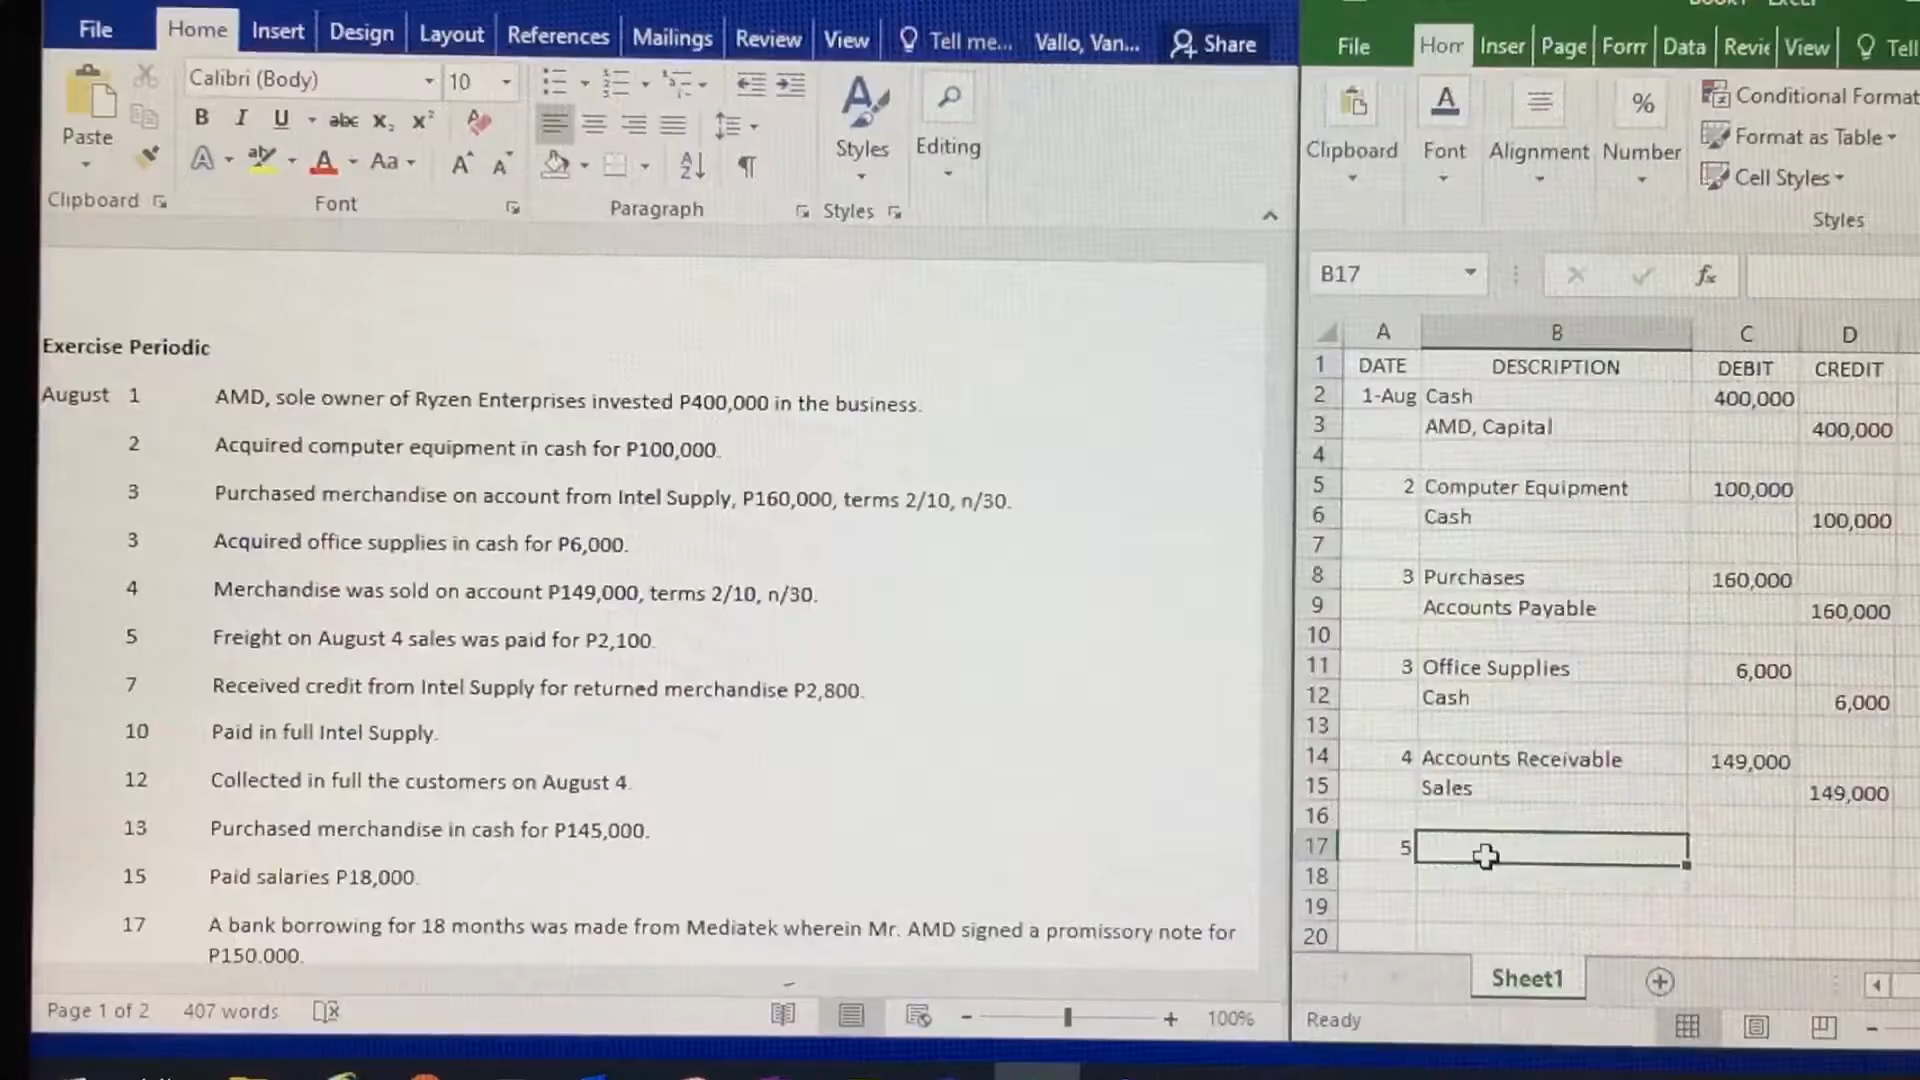 File Home Insert Design Layout References Mailings Review View Tell me... Vallo, Van... Share
Calibri (Body) 10
Paste
B I U abc X₂ X²
A aby A Aa A A
Styles Editing
Clipboard Font Paragraph Styles
Exercise Periodic
August 1 AMD, sole owner of Ryzen Enterprises invested P400,000 in the business.
2 Acquired computer equipment in cash for P100,000.
3 Purchased merchandise on account from Intel Supply, P160,000, terms 2/10, n/30.
3 Acquired office supplies in cash for P6,000.
4 Merchandise was sold on account P149,000, terms 2/10, n/30.
5 Freight on August 4 sales was paid for P2,100.
7 Received credit from Intel Supply for returned merchandise P2,800.
10 Paid in full Intel Supply.
12 Collected in full the customers on August 4.
13 Purchased merchandise in cash for P145,000.
15 Paid salaries P18,000.
17 A bank borrowing for 18 months was made from Mediatek wherein Mr. AMD signed a promissory note for
P150.000.
Page 1 of 2 407 words 100%
File Hom Inser Page Form Data Revie View Tell
Clipboard Font Alignment Number
%
Conditional Format
Format as Table
Cell Styles
Styles
B17 fx
A B C D
1 DATE DESCRIPTION DEBIT CREDIT
2 1-Aug Cash 400,000
3 AMD, Capital 400,000
4
5 2 Computer Equipment 100,000
6 Cash 100,000
7
8 3 Purchases 160,000
9 Accounts Payable 160,000
10
11 3 Office Supplies 6,000
12 Cash 6,000
13
14 4 Accounts Receivable 149,000
15 Sales 149,000
16
17 5
18
19
20
Sheet1
Ready